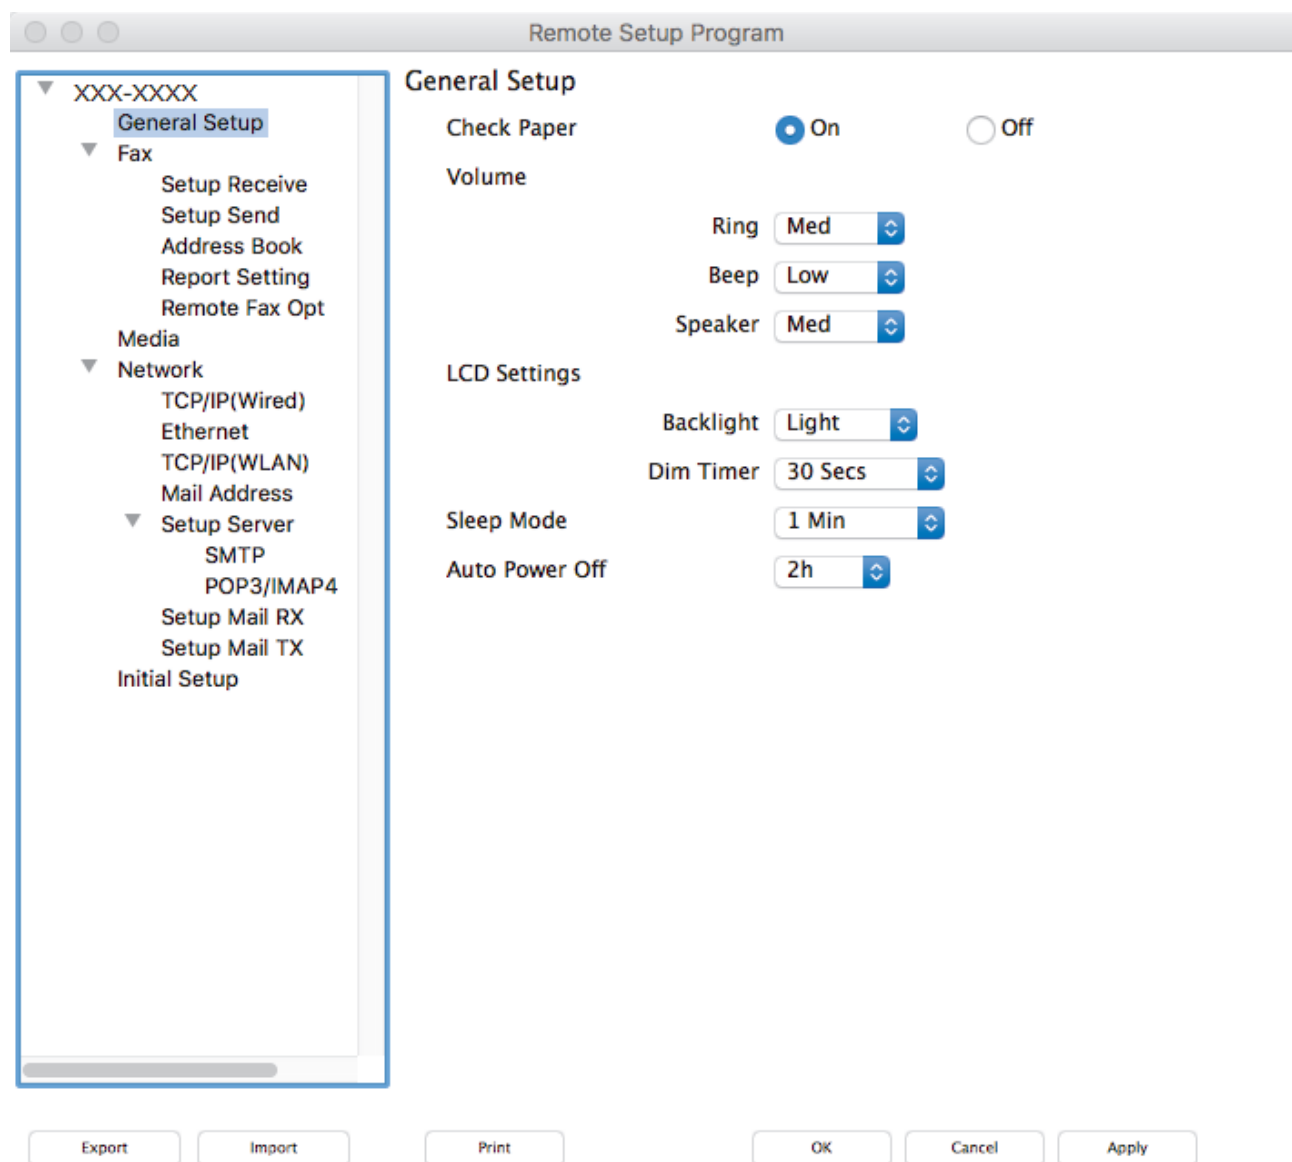 Remote Setup Program
XXX-XXXX
General Setup
Fax
Setup Receive
Setup Send
Address Book
Report Setting
Remote Fax Opt
Media
Network
TCP/IP(Wired)
Ethernet
TCP/IP(WLAN)
Mail Address
Setup Server
SMTP
POP3/IMAP4
Setup Mail RX
Setup Mail TX
Initial Setup
General Setup
Check Paper On Off
Volume
Ring Med
Beep Low
Speaker Med
LCD Settings
Backlight Light
Dim Timer 30 Secs
Sleep Mode 1 Min
Auto Power Off 2h
Export Import Print OK Cancel Apply